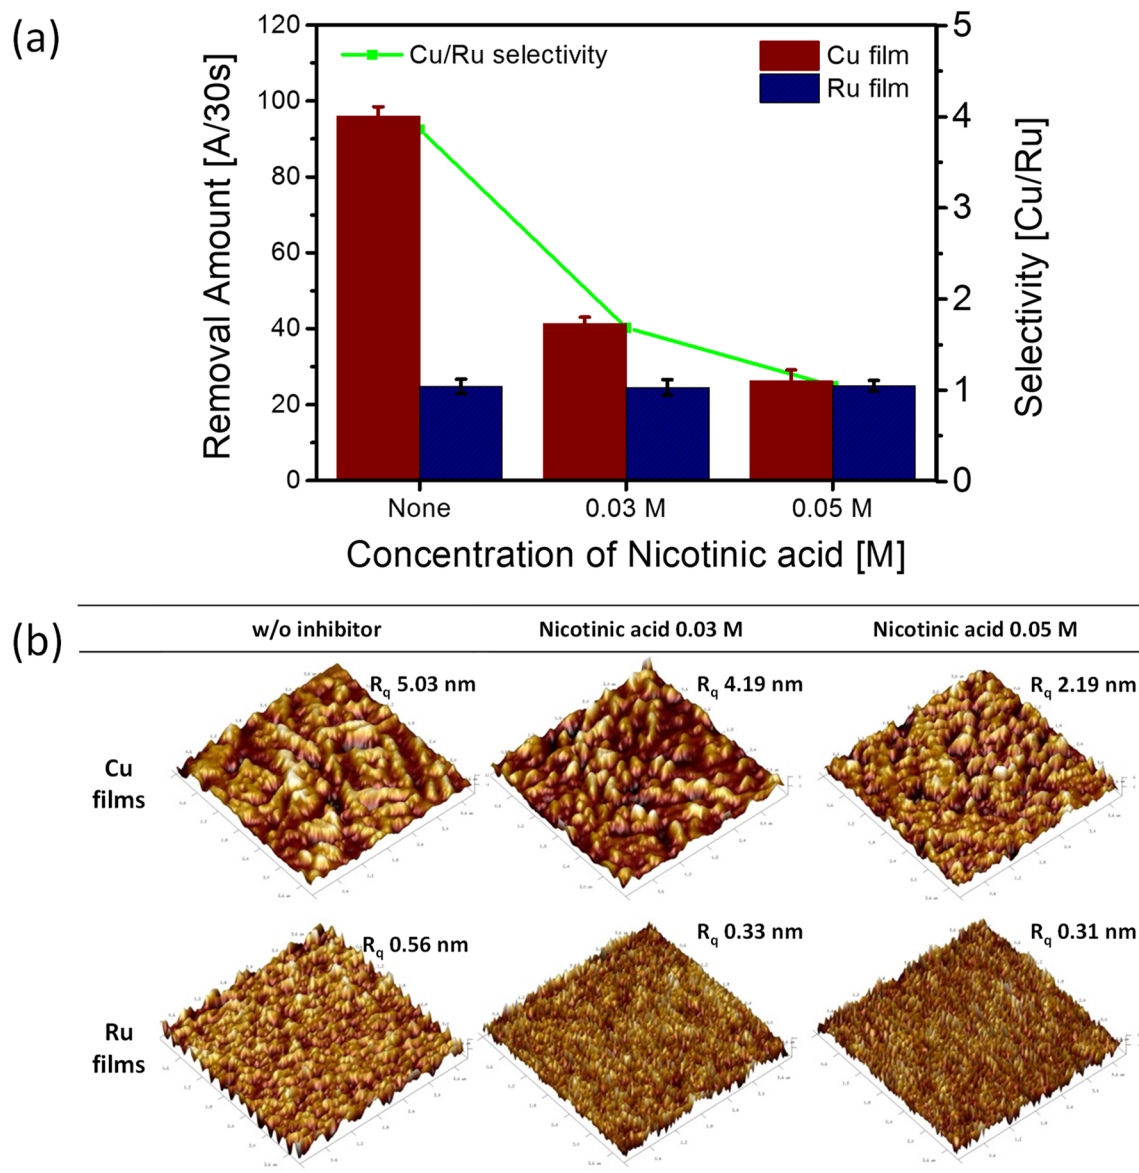 (a)
120
100
80
60
40
20
0
Removal Amount [A/30s]
Cu/Ru selectivity
Cu film
Ru film
5
4
3
2
1
0
Selectivity [Cu/Ru]
None
0.03 M
0.05 M
Concentration of Nicotinic acid [M]
(b)
w/o inhibitor
Nicotinic acid 0.03 M
Nicotinic acid 0.05 M
Cu
films
Rq 5.03 nm
Rq 4.19 nm
Rq 2.19 nm
Ru
films
Rq 0.56 nm
Rq 0.33 nm
Rq 0.31 nm